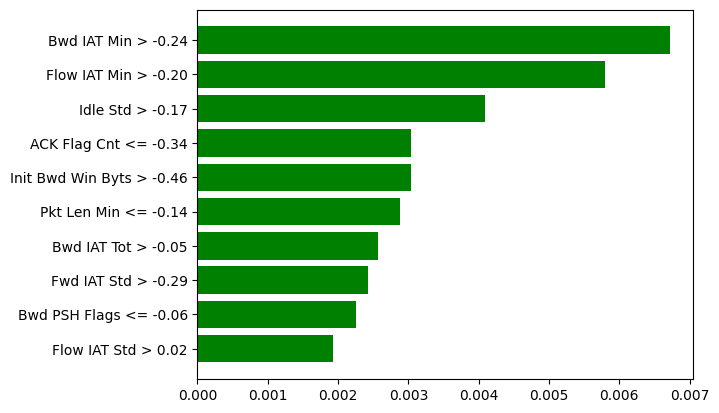 Bwd IAT Min > -0.24
Flow IAT Min > -0.20
Idle Std > -0.17
ACK Flag Cnt <= -0.34
Init Bwd Win Byts > -0.46
Pkt Len Min <= -0.14
Bwd IAT Tot > -0.05
Fwd IAT Std > -0.29
Bwd PSH Flags <= -0.06
Flow IAT Std > 0.02
0.000 0.001 0.002 0.003 0.004 0.005 0.006 0.007